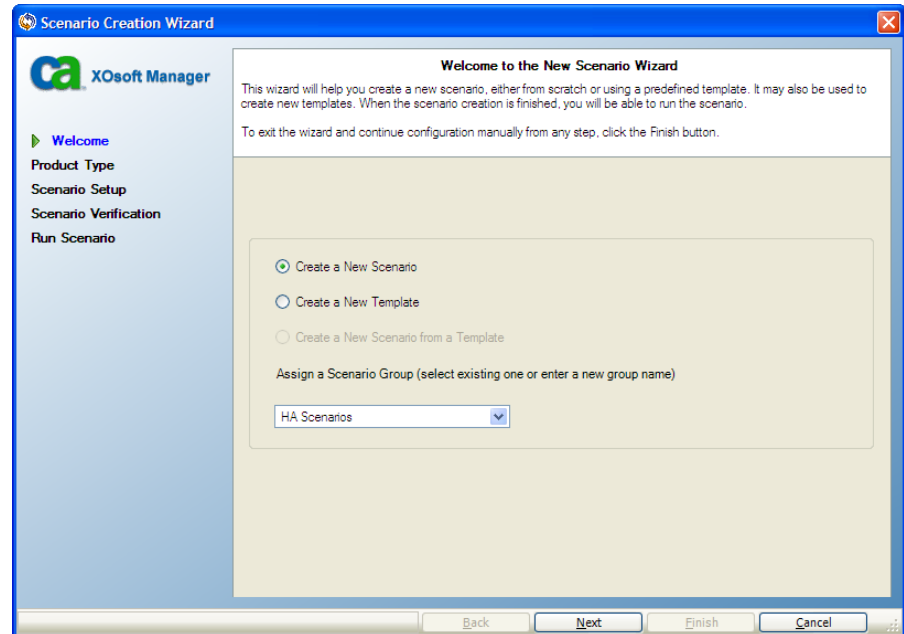 Scenario Creation Wizard
ca
XOsoft Manager
Welcome
Product Type
Scenario Setup
Scenario Verification
Run Scenario
Welcome to the New Scenario Wizard
This wizard will help you create a new scenario, either from scratch or using a predefined template. It may also be used to
create new templates. When the scenario creation is finished, you will be able to run the scenario.
To exit the wizard and continue configuration manually from any step, click the Finish button.
Create a New Scenario
Create a New Template
Create a New Scenario from a Template
Assign a Scenario Group (select existing one or enter a new group name)
HA Scenarios
Back
Next
Finish
Cancel